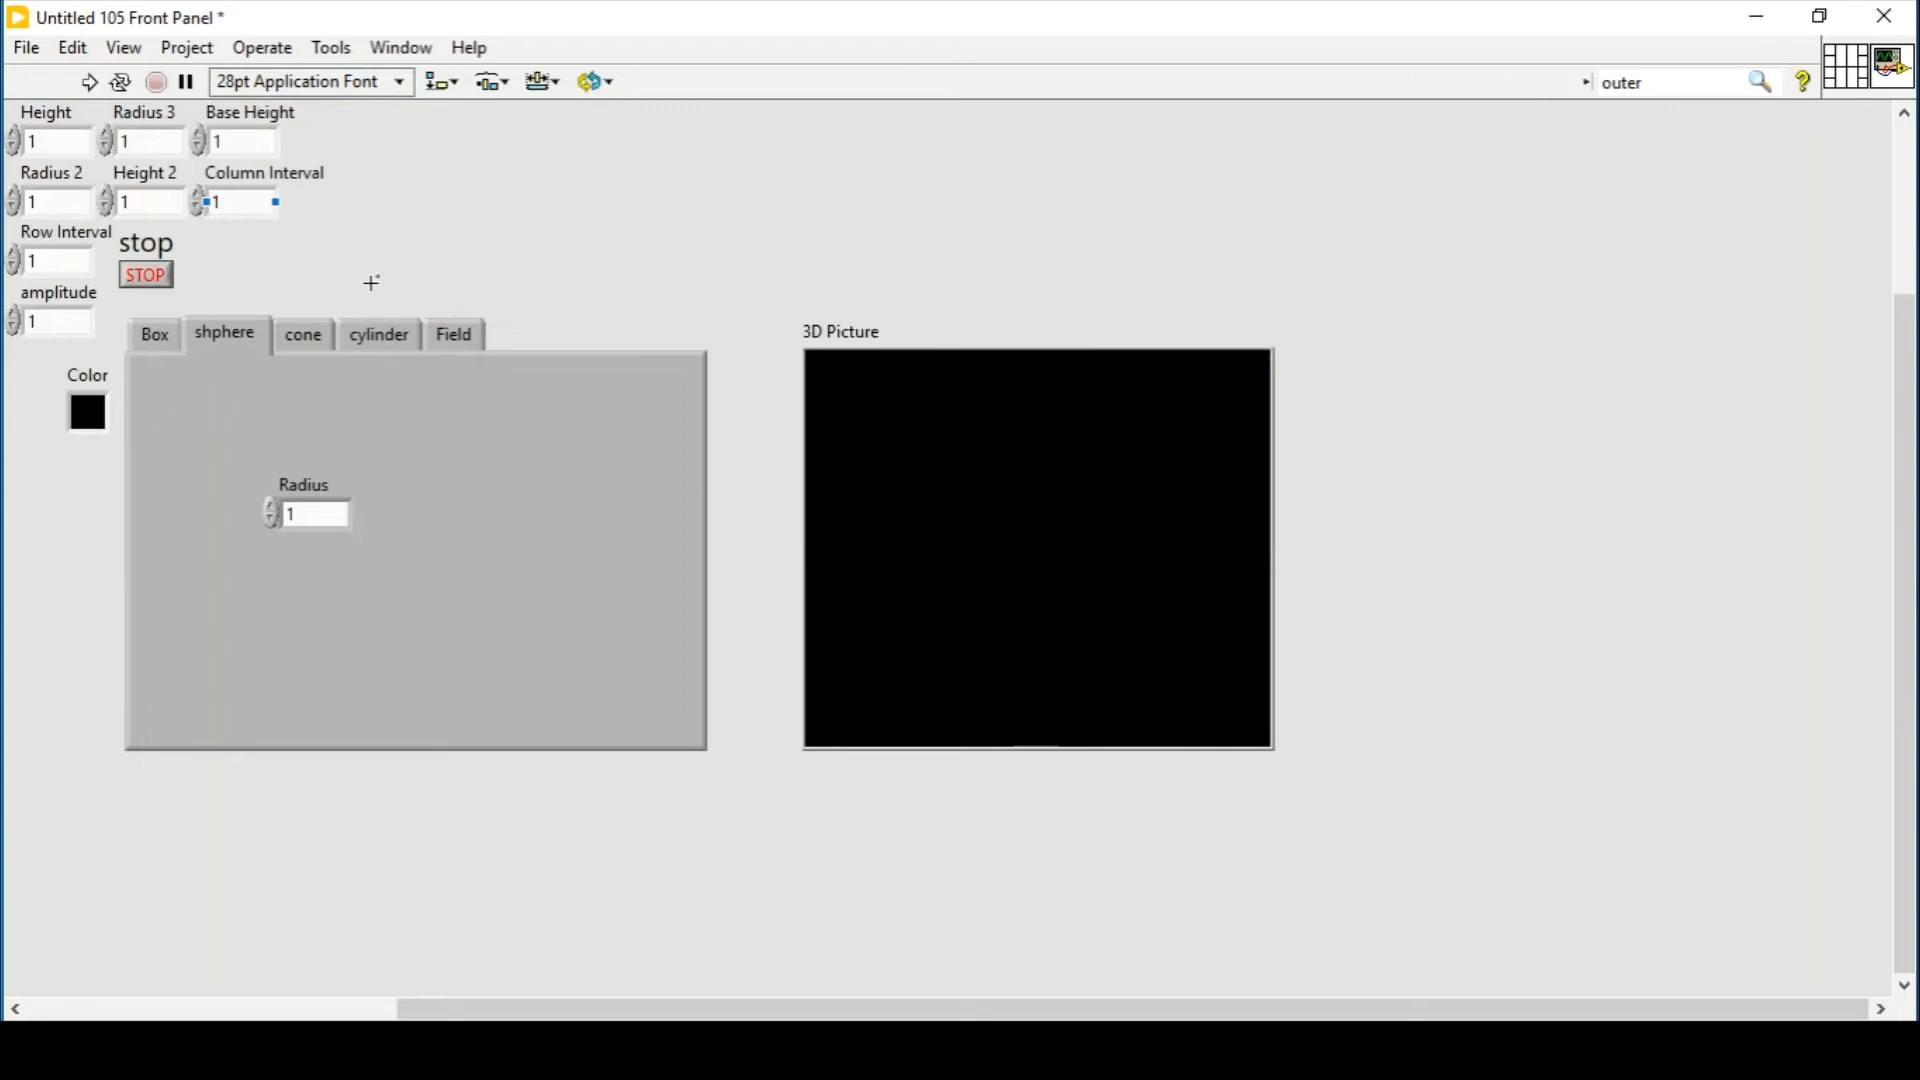 Untitled 105 Front Panel *
File Edit View Project Operate Tools Window Help
28pt Application Font
outer
Height Radius 3 Base Height
1 1 1
Radius 2 Height 2 Column Interval
1 1 1
Row Interval stop
1 STOP
amplitude
1
Box shphere cone cylinder Field
3D Picture
Color
Radius
1